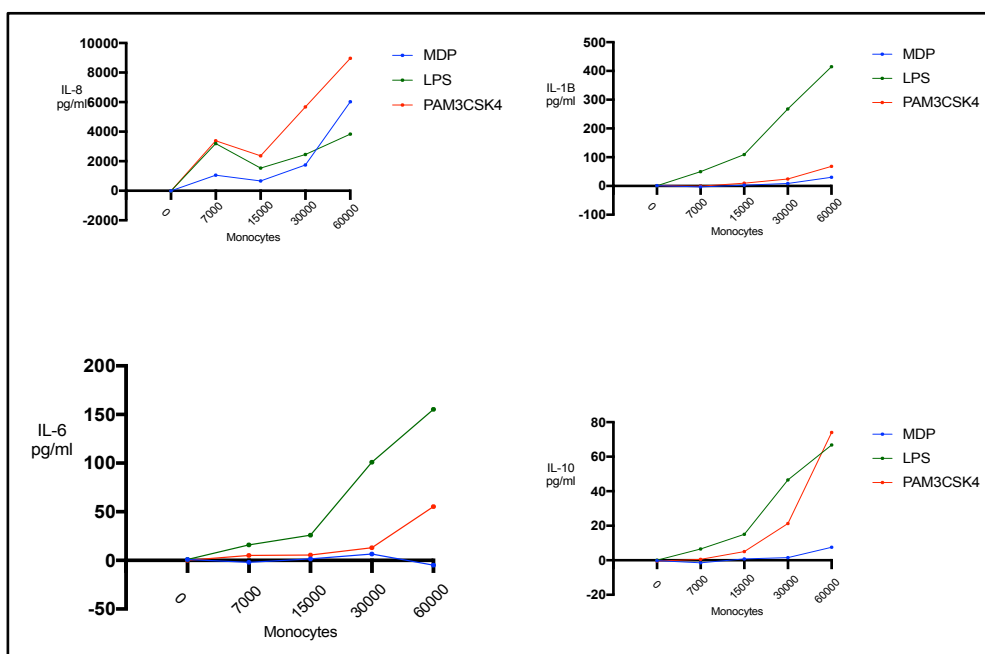 10000
8000
6000
4000
2000
0
-2000
IL-8
pg/ml
0
7000
15000
30000
60000
Monocytes
MDP
LPS
PAM3CSK4
500
400
300
200
100
0
-100
IL-1B
pg/ml
0
7000
15000
30000
60000
Monocytes
MDP
LPS
PAM3CSK4
200
150
100
50
0
-50
IL-6
pg/ml
0
7000
15000
30000
60000
Monocytes
80
60
40
20
0
-20
IL-10
pg/ml
0
7000
15000
30000
60000
Monocytes
MDP
LPS
PAM3CSK4